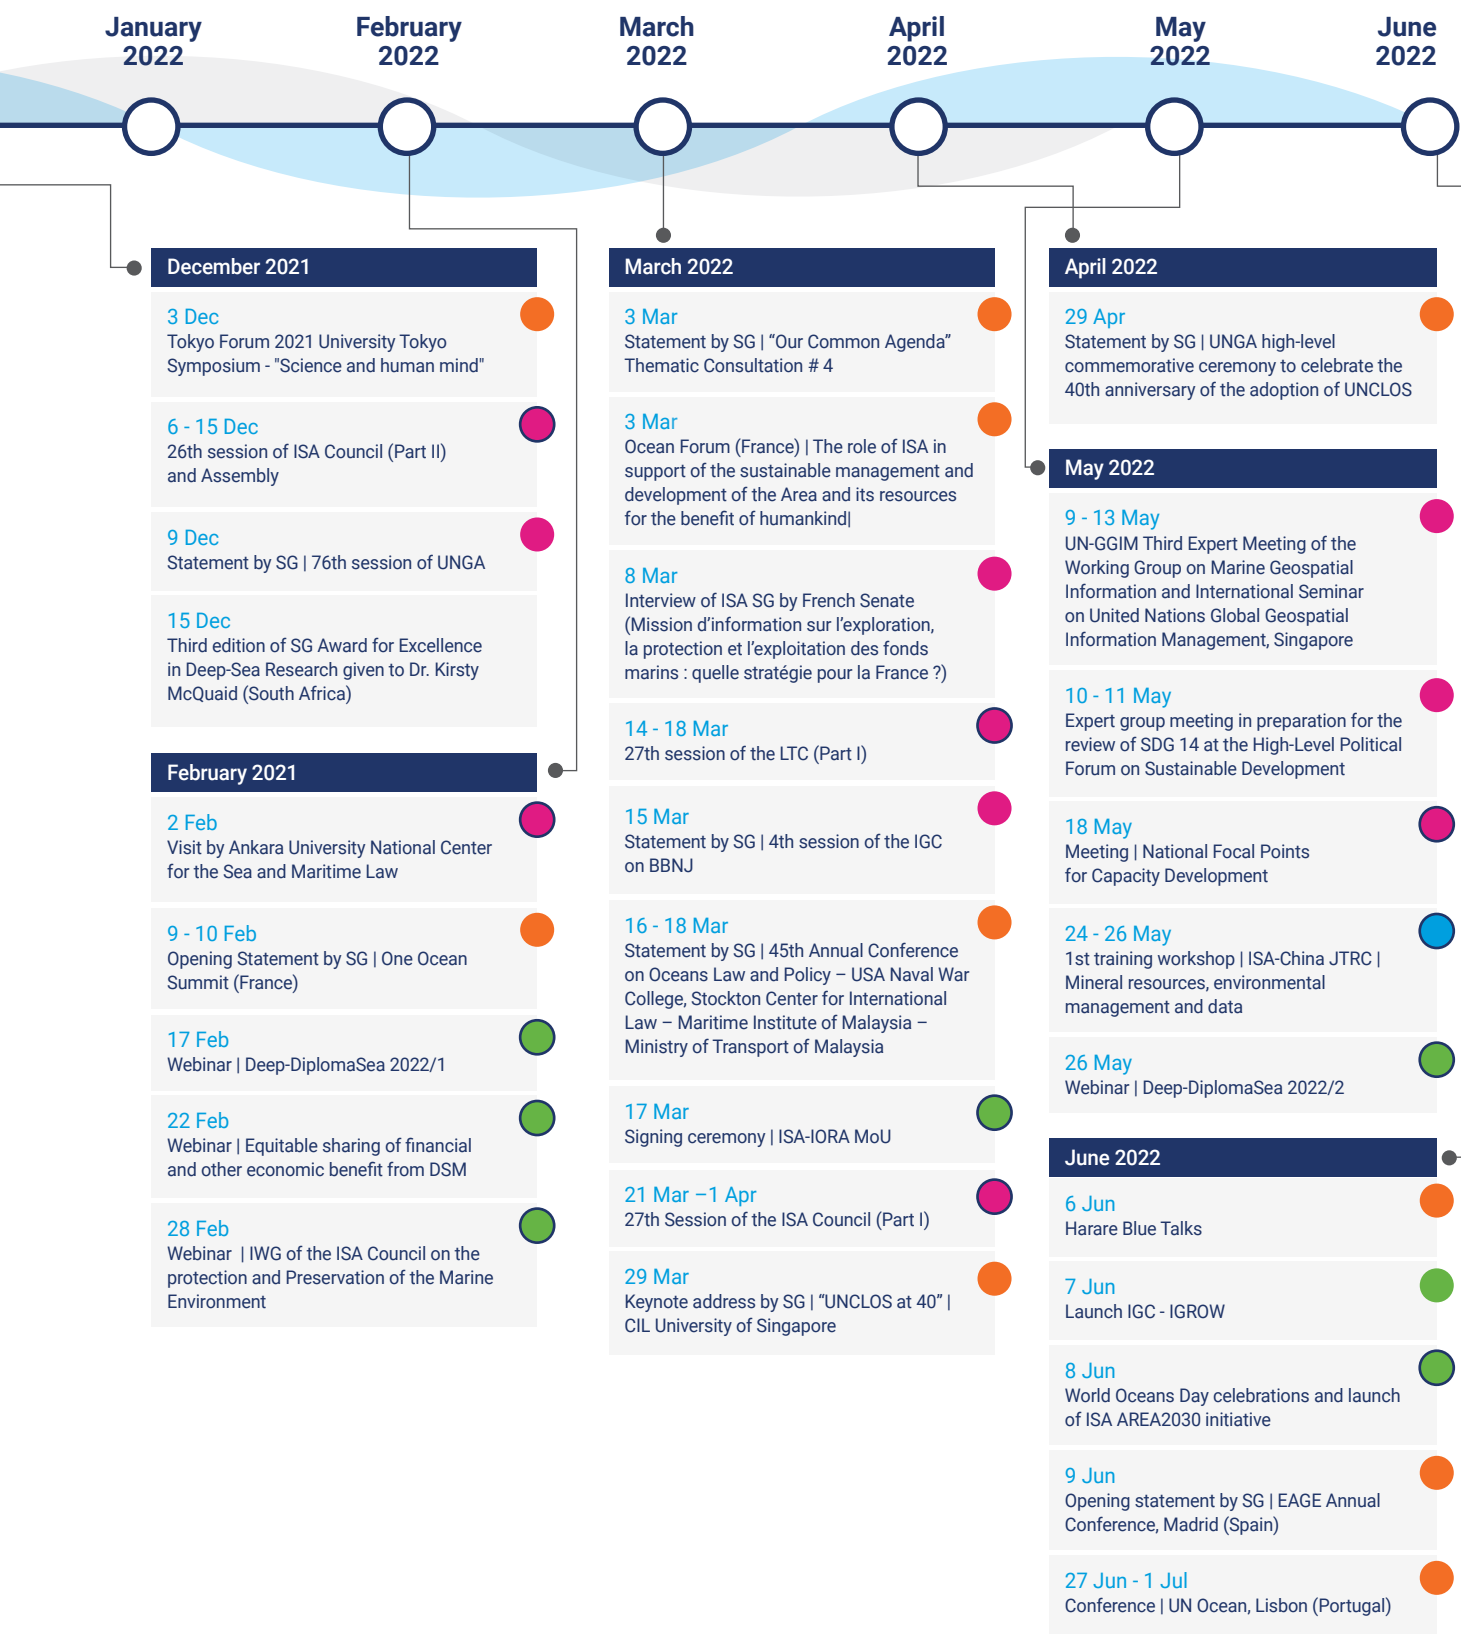 January
2022
February
2022
March
2022
April
2022
May
2022
June
2022
December 2021
3 Dec
Tokyo Forum 2021 University Tokyo
Symposium - "Science and human mind"
6 - 15 Dec
26th session of ISA Council (Part II)
and Assembly
9 Dec
Statement by SG | 76th session of UNGA
15 Dec
Third edition of SG Award for Excellence
in Deep-Sea Research given to Dr. Kirsty
McQuaid (South Africa)
February 2021
2 Feb
Visit by Ankara University National Center
for the Sea and Maritime Law
9 - 10 Feb
Opening Statement by SG | One Ocean
Summit (France)
17 Feb
Webinar | Deep-DiplomaSea 2022/1
22 Feb
Webinar | Equitable sharing of financial
and other economic benefit from DSM
28 Feb
Webinar | IWG of the ISA Council on the
protection and Preservation of the Marine
Environment
March 2022
3 Mar
Statement by SG | “Our Common Agenda”
Thematic Consultation # 4
3 Mar
Ocean Forum (France) | The role of ISA in
support of the sustainable management and
development of the Area and its resources
for the benefit of humankind|
8 Mar
Interview of ISA SG by French Senate
(Mission d’information sur l’exploration,
la protection et l’exploitation des fonds
marins : quelle stratégie pour la France ?)
14 - 18 Mar
27th session of the LTC (Part I)
15 Mar
Statement by SG | 4th session of the IGC
on BBNJ
16 - 18 Mar
Statement by SG | 45th Annual Conference
on Oceans Law and Policy – USA Naval War
College, Stockton Center for International
Law – Maritime Institute of Malaysia –
Ministry of Transport of Malaysia
17 Mar
Signing ceremony | ISA-IORA MoU
21 Mar –1 Apr
27th Session of the ISA Council (Part I)
29 Mar
Keynote address by SG | “UNCLOS at 40” |
CIL University of Singapore
April 2022
29 Apr
Statement by SG | UNGA high-level
commemorative ceremony to celebrate the
40th anniversary of the adoption of UNCLOS
May 2022
9 - 13 May
UN-GGIM Third Expert Meeting of the
Working Group on Marine Geospatial
Information and International Seminar
on United Nations Global Geospatial
Information Management, Singapore
10 - 11 May
Expert group meeting in preparation for the
review of SDG 14 at the High-Level Political
Forum on Sustainable Development
18 May
Meeting | National Focal Points
for Capacity Development
24 - 26 May
1st training workshop | ISA-China JTRC |
Mineral resources, environmental
management and data
26 May
Webinar | Deep-DiplomaSea 2022/2
June 2022
6 Jun
Harare Blue Talks
7 Jun
Launch IGC - IGROW
8 Jun
World Oceans Day celebrations and launch
of ISA AREA2030 initiative
9 Jun
Opening statement by SG | EAGE Annual
Conference, Madrid (Spain)
27 Jun - 1 Jul
Conference | UN Ocean, Lisbon (Portugal)